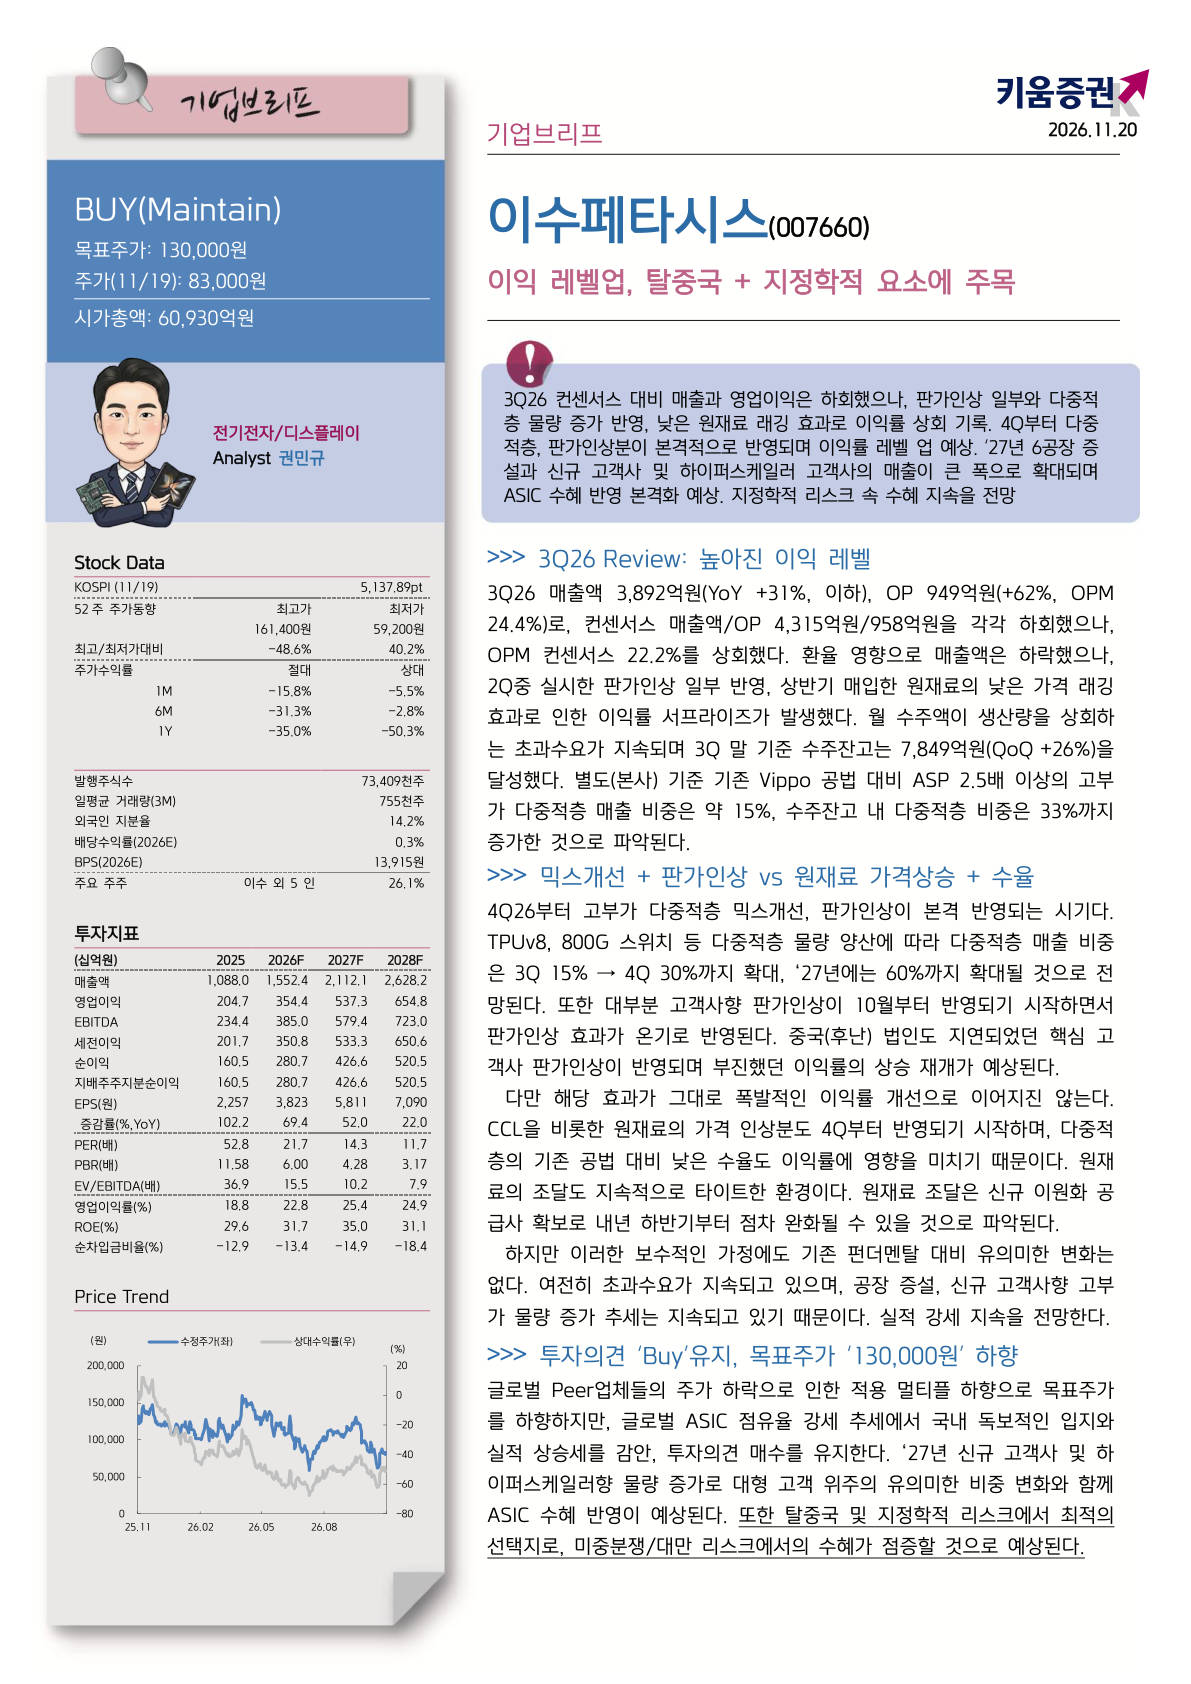 기업브리프
BUY(Maintain)
목표주가: 130,000원
주가(11/19): 83,000원
시가총액: 60,930억원
전기전자/디스플레이
Analyst 권민규
Stock Data
KOSPI (11/19) 5,137.89pt
52 주 주가동향 최고가 최저가
161,400원 59,200원
최고/최저가대비 -48.6% 40.2%
주가수익률 절대 상대
1M -15.8% -5.5%
6M -31.3% -2.8%
1Y -35.0% -50.3%
발행주식수 73,409천주
일평균 거래량(3M) 755천주
외국인 지분율 14.2%
배당수익률(2026E) 0.3%
BPS(2026E) 13,915원
주요 주주 이수 외 5 인 26.1%
투자지표
(십억원) 2025 2026F 2027F 2028F
매출액 1,088.0 1,552.4 2,112.1 2,628.2
영업이익 204.7 354.4 537.3 654.8
EBITDA 234.4 385.0 579.4 723.0
세전이익 201.7 350.8 533.3 650.6
순이익 160.5 280.7 426.6 520.5
지배주주지분순이익 160.5 280.7 426.6 520.5
EPS(원) 2,257 3,823 5,811 7,090
증감률(%,YoY) 102.2 69.4 52.0 22.0
PER(배) 52.8 21.7 14.3 11.7
PBR(배) 11.58 6.00 4.28 3.17
EV/EBITDA(배) 36.9 15.5 10.2 7.9
영업이익률(%) 18.8 22.8 25.4 24.9
ROE(%) 29.6 31.7 35.0 31.1
순차입금비율(%) -12.9 -13.4 -14.9 -18.4
Price Trend
(원) 수정주가(좌) 상대수익률(우) (%)
200,000 20
150,000 0
100,000 -20
50,000 -40
0 -60
-80
25.11 26.02 26.05 26.08
키움증권
2026.11.20
기업브리프
이수페타시스(007660)
이익 레벨업, 탈중국 + 지정학적 요소에 주목
3Q26 컨센서스 대비 매출과 영업이익은 하회했으나, 판가인상 일부와 다중적
층 물량 증가 반영, 낮은 원재료 래깅 효과로 이익률 상회 기록. 4Q부터 다중
적층, 판가인상분이 본격적으로 반영되며 이익률 레벨 업 예상. ‘27년 6공장 증
설과 신규 고객사 및 하이퍼스케일러 고객사의 매출이 큰 폭으로 확대되며
ASIC 수혜 반영 본격화 예상. 지정학적 리스크 속 수혜 지속을 전망
>>> 3Q26 Review: 높아진 이익 레벨
3Q26 매출액 3,892억원(YoY +31%, 이하), OP 949억원(+62%, OPM
24.4%)로, 컨센서스 매출액/OP 4,315억원/958억원을 각각 하회했으나,
OPM 컨센서스 22.2%를 상회했다. 환율 영향으로 매출액은 하락했으나,
2Q중 실시한 판가인상 일부 반영, 상반기 매입한 원재료의 낮은 가격 래깅
효과로 인한 이익률 서프라이즈가 발생했다. 월 수주액이 생산량을 상회하
는 초과수요가 지속되며 3Q 말 기준 수주잔고는 7,849억원(QoQ +26%)을
달성했다. 별도(본사) 기준 기존 Vippo 공법 대비 ASP 2.5배 이상의 고부
가 다중적층 매출 비중은 약 15%, 수주잔고 내 다중적층 비중은 33%까지
증가한 것으로 파악된다.
>>> 믹스개선 + 판가인상 vs 원재료 가격상승 + 수율
4Q26부터 고부가 다중적층 믹스개선, 판가인상이 본격 반영되는 시기다.
TPUv8, 800G 스위치 등 다중적층 물량 양산에 따라 다중적층 매출 비중
은 3Q 15% → 4Q 30%까지 확대, ‘27년에는 60%까지 확대될 것으로 전
망된다. 또한 대부분 고객사향 판가인상이 10월부터 반영되기 시작하면서
판가인상 효과가 온기로 반영된다. 중국(후난) 법인도 지연되었던 핵심 고
객사 판가인상이 반영되며 부진했던 이익률의 상승 재개가 예상된다.
다만 해당 효과가 그대로 폭발적인 이익률 개선으로 이어지진 않는다.
CCL을 비롯한 원재료의 가격 인상분도 4Q부터 반영되기 시작하며, 다중적
층의 기존 공법 대비 낮은 수율도 이익률에 영향을 미치기 때문이다. 원재
료의 조달도 지속적으로 타이트한 환경이다. 원재료 조달은 신규 이원화 공
급사 확보로 내년 하반기부터 점차 완화될 수 있을 것으로 파악된다.
하지만 이러한 보수적인 가정에도 기존 펀더멘탈 대비 유의미한 변화는
없다. 여전히 초과수요가 지속되고 있으며, 공장 증설, 신규 고객사향 고부
가 물량 증가 추세는 지속되고 있기 때문이다. 실적 강세 지속을 전망한다.
>>> 투자의견 ‘Buy’유지, 목표주가 ‘130,000원’ 하향
글로벌 Peer업체들의 주가 하락으로 인한 적용 멀티플 하향으로 목표주가
를 하향하지만, 글로벌 ASIC 점유율 강세 추세에서 국내 독보적인 입지와
실적 상승세를 감안, 투자의견 매수를 유지한다. ‘27년 신규 고객사 및 하
이퍼스케일러향 물량 증가로 대형 고객 위주의 유의미한 비중 변화와 함께
ASIC 수혜 반영이 예상된다. 또한 탈중국 및 지정학적 리스크에서 최적의
선택지로, 미중분쟁/대만 리스크에서의 수혜가 점증할 것으로 예상된다.